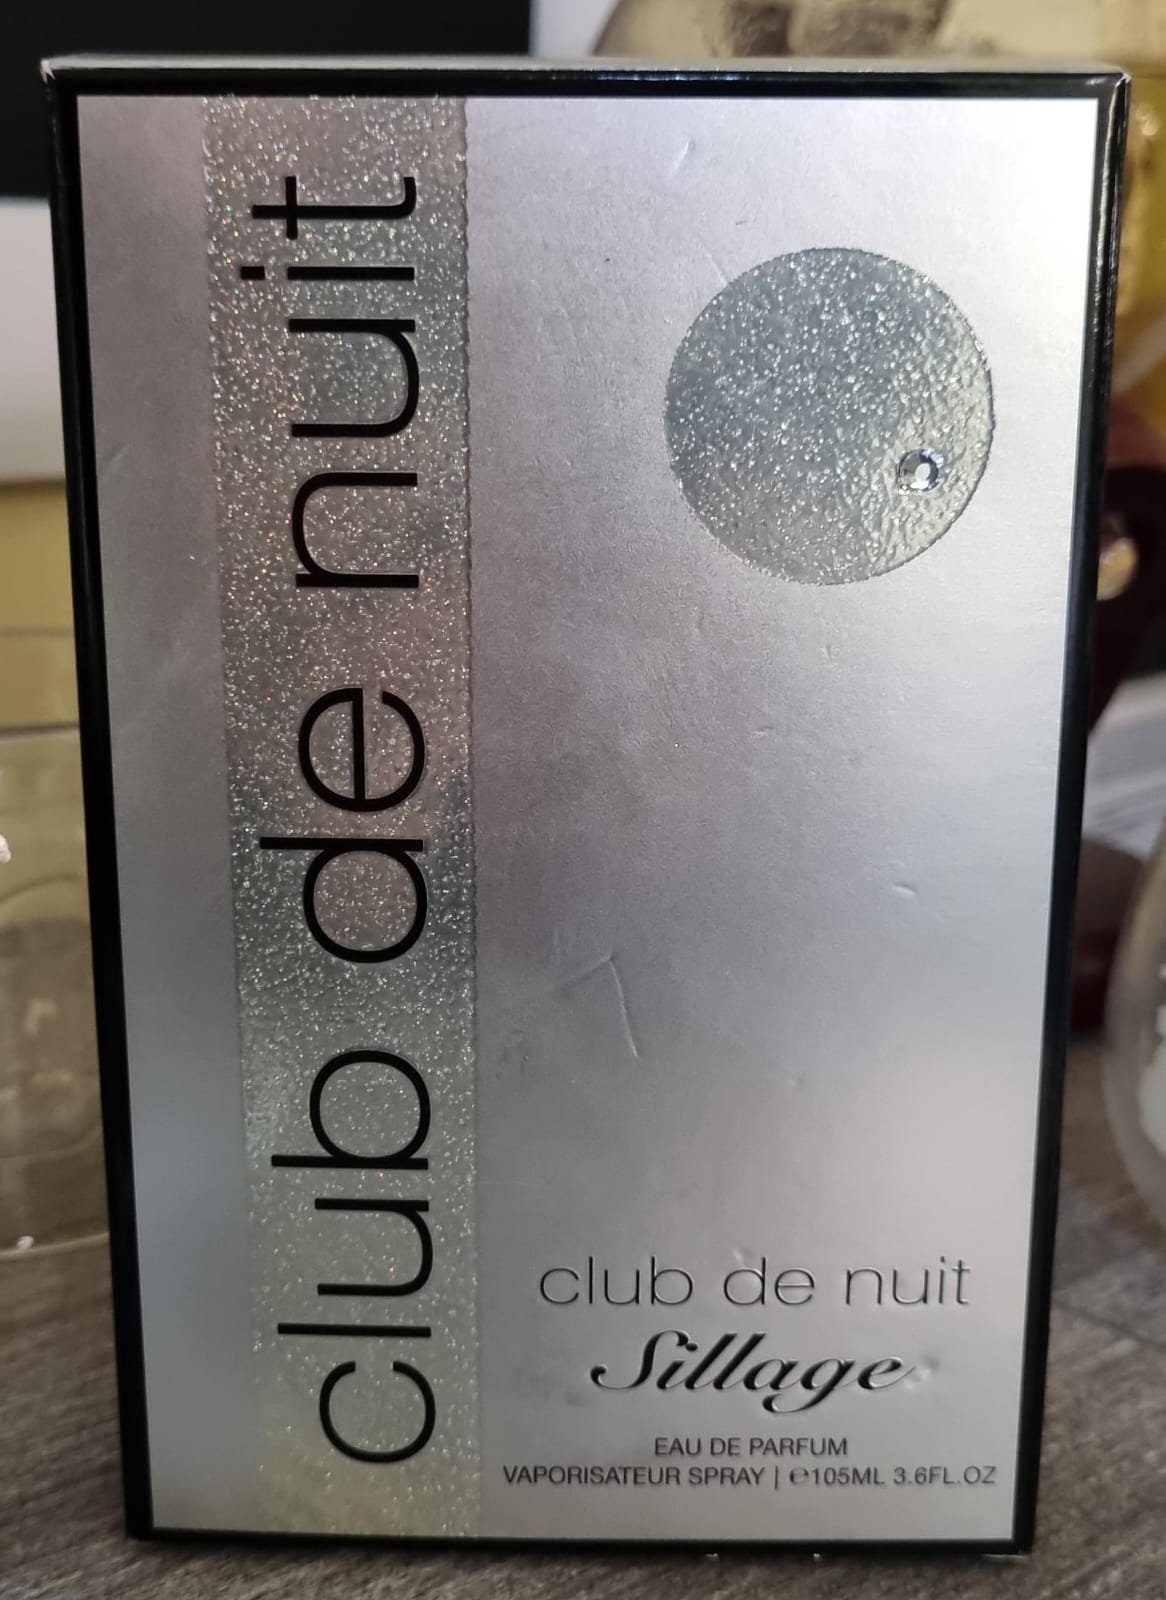 club de nuit
club de nuit
Sillage
EAU DE PARFUM
VAPORISATEUR SPRAY | ℮105ML 3.6FL.OZ